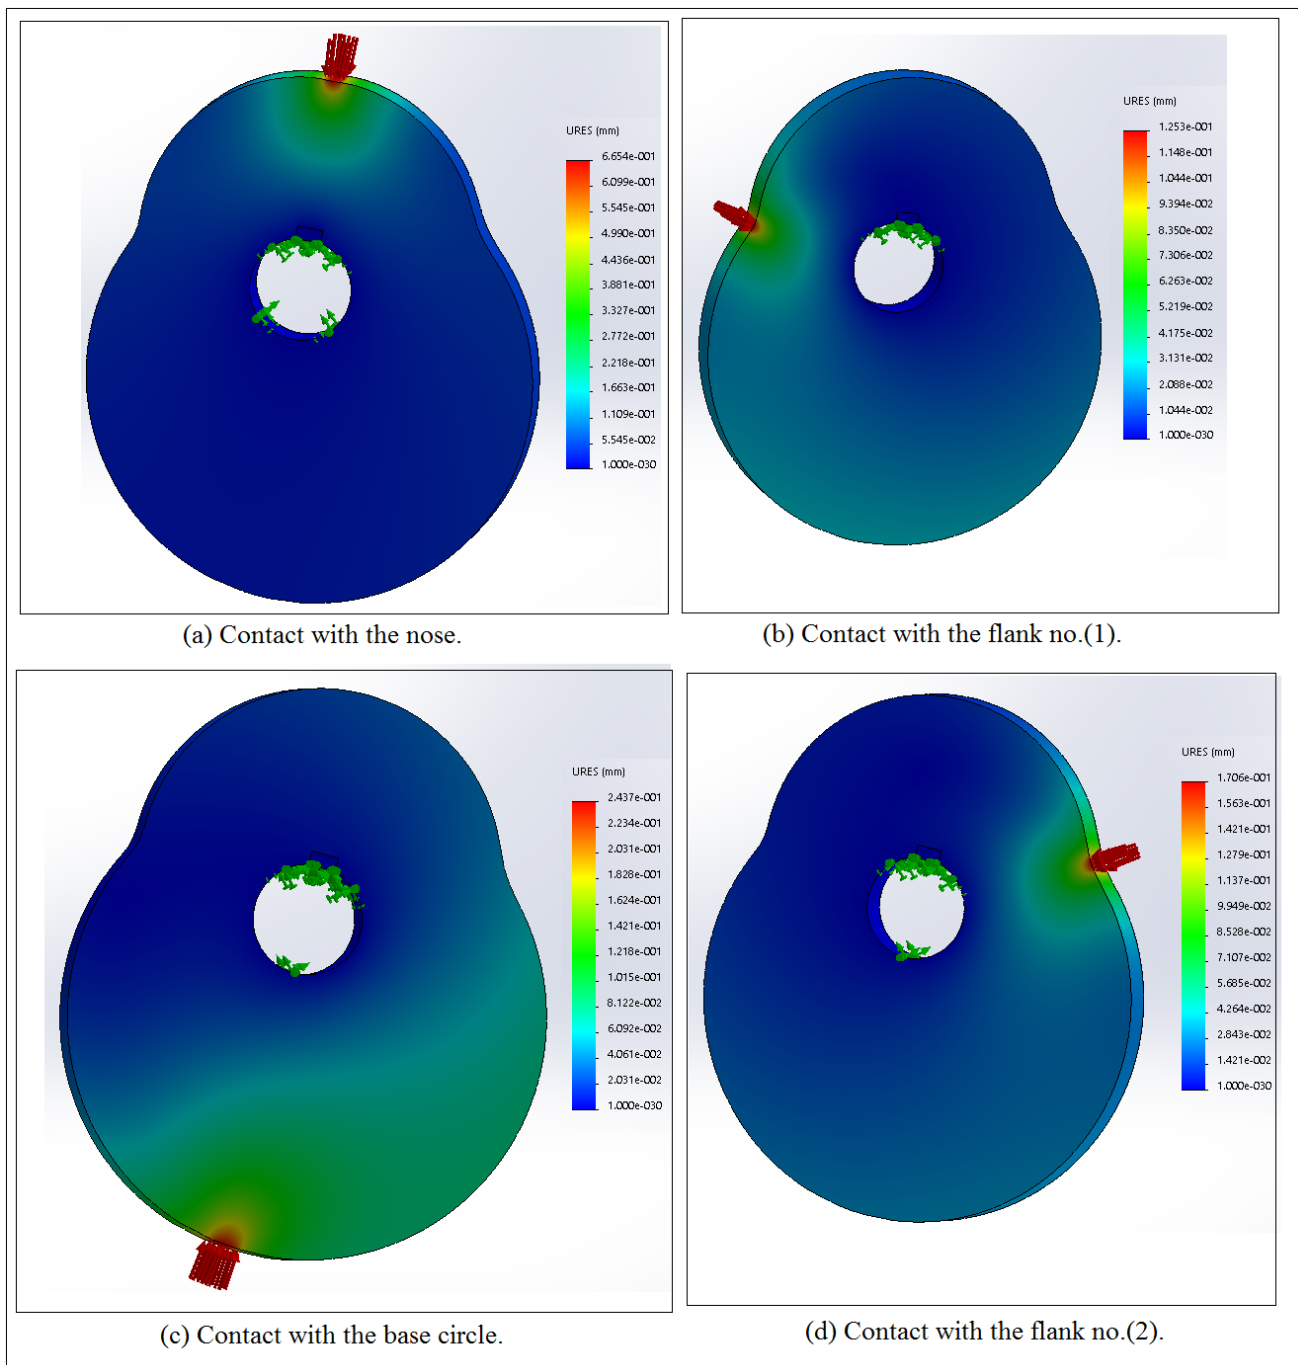 URES (mm)
6.654e-001
6.099e-001
5.545e-001
4.990e-001
4.436e-001
3.881e-001
3.327e-001
2.772e-001
2.218e-001
1.663e-001
1.109e-001
5.545e-002
1.000e-030
(a) Contact with the nose.
URES (mm)
1.253e-001
1.148e-001
1.044e-001
9.394e-002
8.350e-002
7.306e-002
6.263e-002
5.219e-002
4.175e-002
3.131e-002
2.088e-002
1.044e-002
1.000e-030
(b) Contact with the flank no.(1).
URES (mm)
2.437e-001
2.234e-001
2.031e-001
1.828e-001
1.624e-001
1.421e-001
1.218e-001
1.015e-001
8.122e-002
6.092e-002
4.061e-002
2.031e-002
1.000e-030
(c) Contact with the base circle.
URES (mm)
1.706e-001
1.563e-001
1.421e-001
1.279e-001
1.137e-001
9.949e-002
8.528e-002
7.107e-002
5.685e-002
4.264e-002
2.843e-002
1.421e-002
1.000e-030
(d) Contact with the flank no.(2).